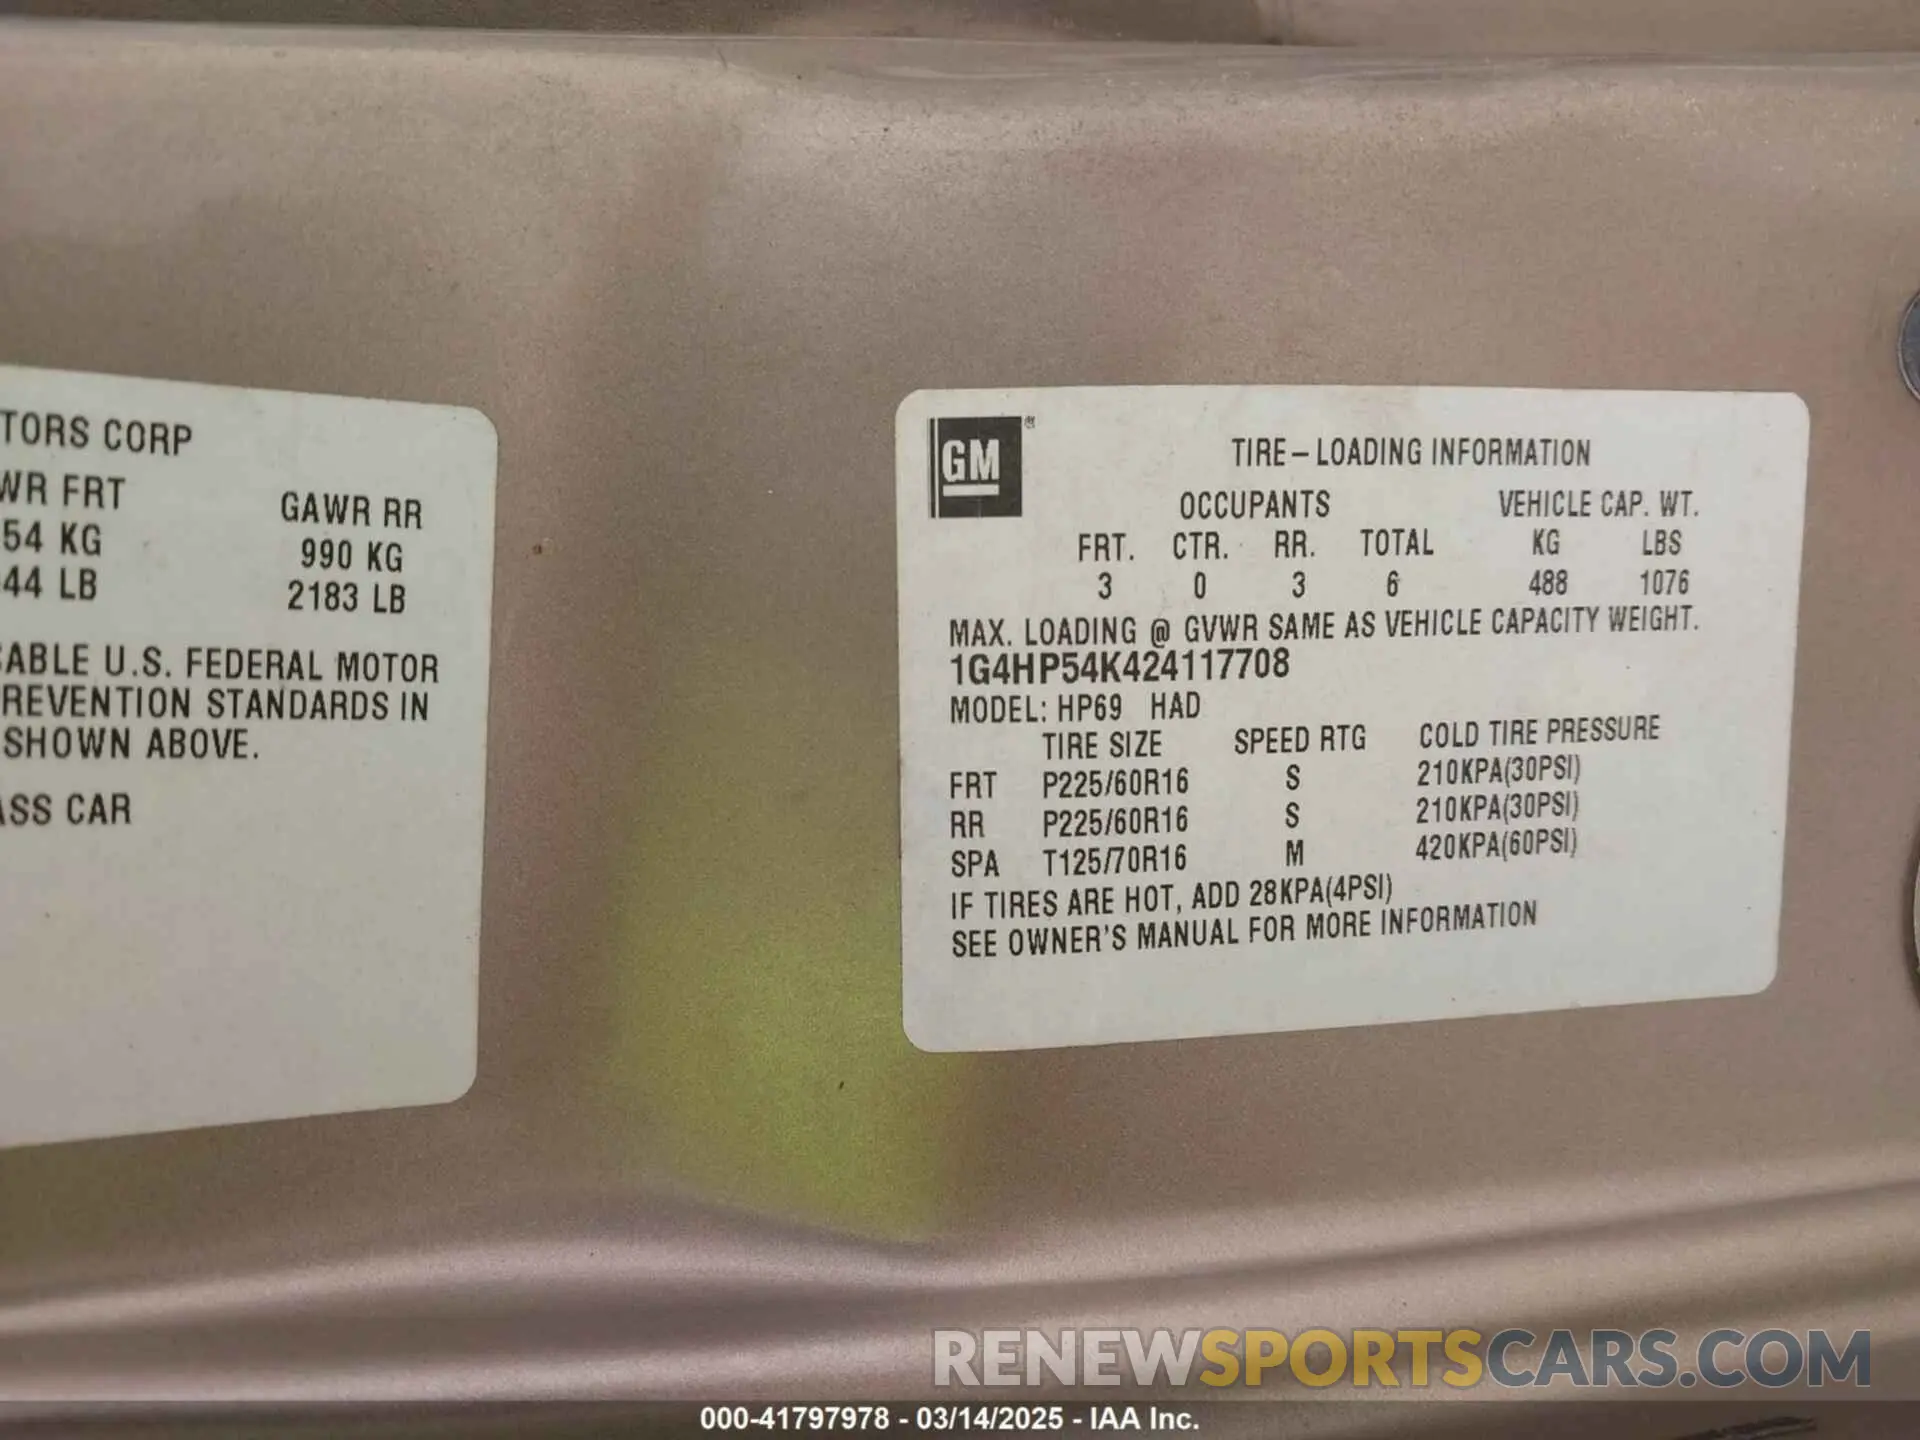 TORS CORP
WR FRT GAWR RR
54 KG 990 KG
44 LB 2183 LB
CABLE U.S. FEDERAL MOTOR
REVENTION STANDARDS IN
SHOWN ABOVE.
ASS CAR
GM ®
TIRE-LOADING INFORMATION
OCCUPANTS VEHICLE CAP. WT.
FRT. CTR. RR. TOTAL KG LBS
3 0 3 6 488 1076
MAX. LOADING @ GVWR SAME AS VEHICLE CAPACITY WEIGHT.
1G4HP54K424117708
MODEL: HP69 HAD
TIRE SIZE SPEED RTG COLD TIRE PRESSURE
FRT P225/60R16 S 210KPA(30PSI)
RR P225/60R16 S 210KPA(30PSI)
SPA T125/70R16 M 420KPA(60PSI)
IF TIRES ARE HOT, ADD 28KPA(4PSI)
SEE OWNER'S MANUAL FOR MORE INFORMATION
RENEWSPORTSCARS.COM
000-41797978 - 03/14/2025 - IAA Inc.